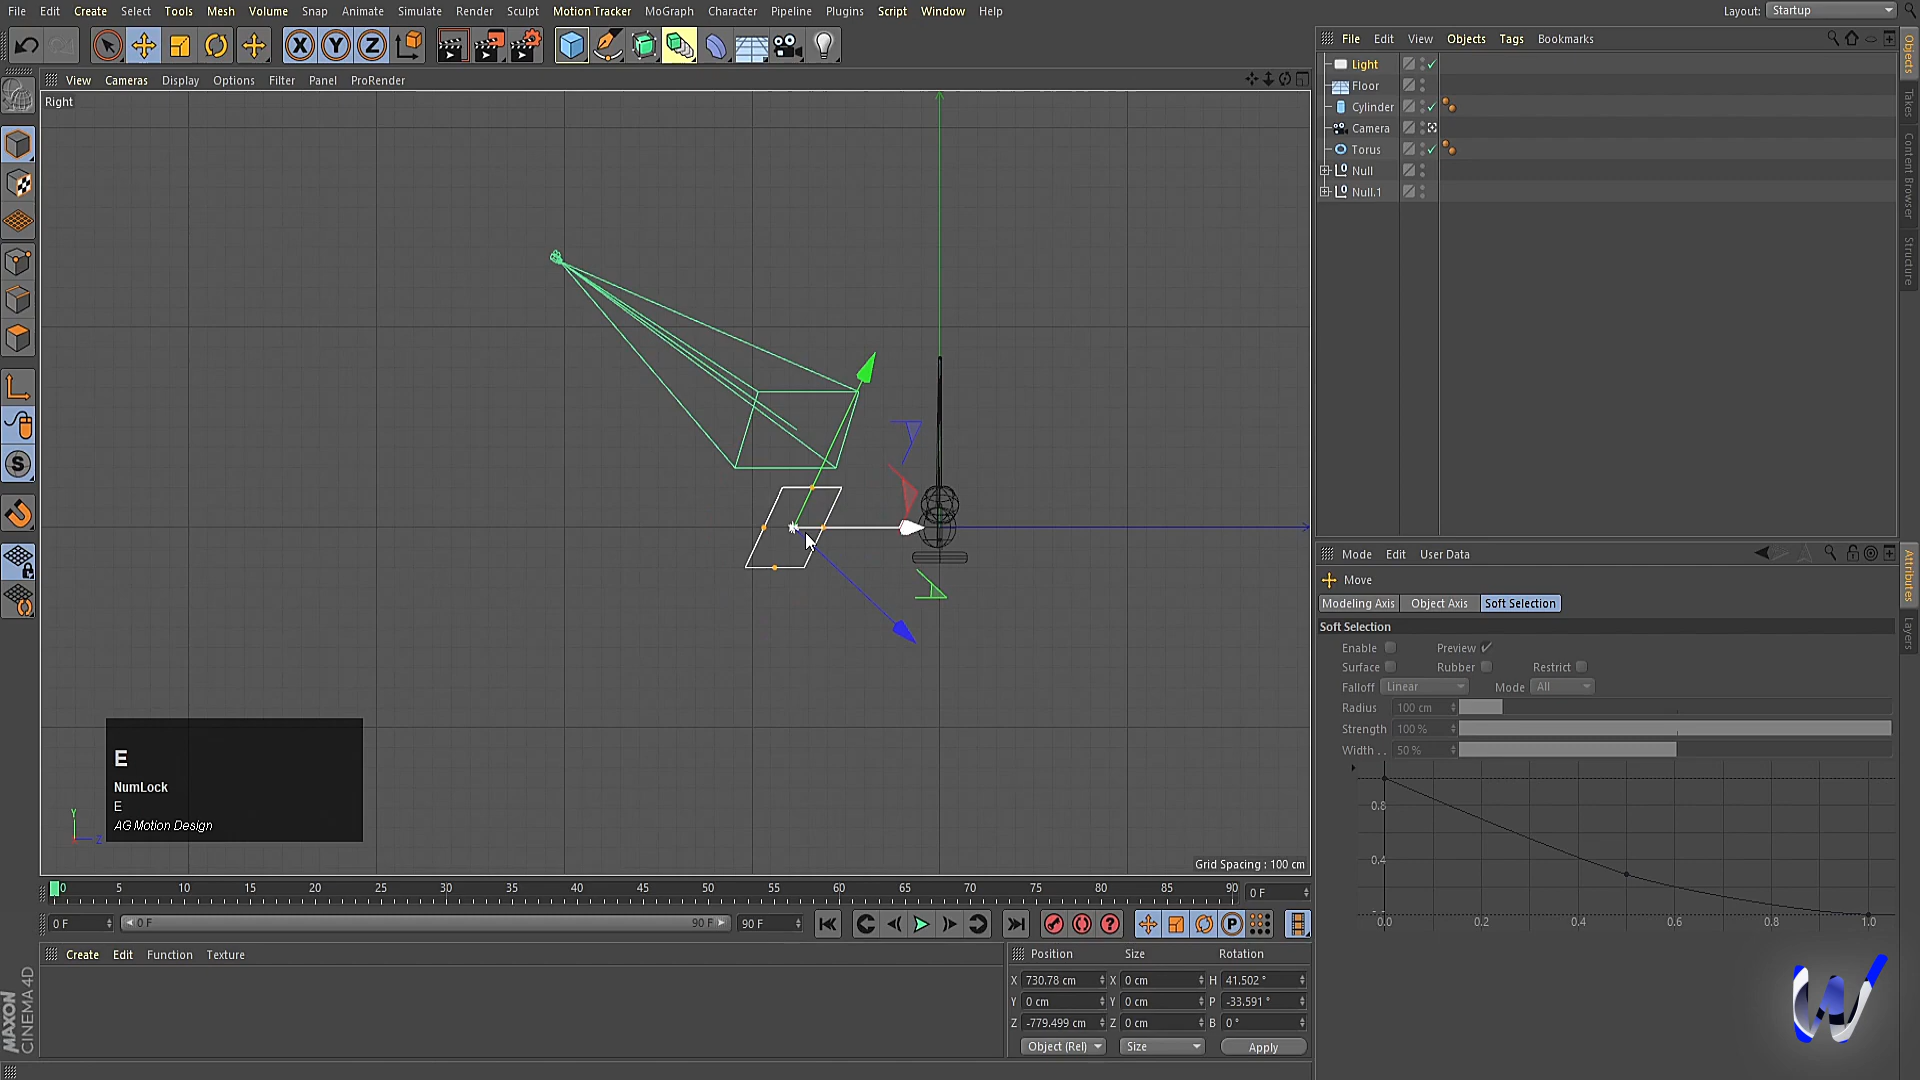 File Edit Create Select Tools Mesh Volume Snap Animate Simulate Render Sculpt Motion Tracker MoGraph Character Pipeline Plugins Script Window Help
Layout: Startup
X Y Z
File Edit View Objects Tags Bookmarks
View Cameras Display Options Filter Panel ProRender
Right
Light
Floor
Cylinder
Camera
Torus
Null
Null.1
Objects
Takes
Content Browser
Structure
Mode Edit User Data
Move
Modeling Axis Object Axis Soft Selection
Soft Selection
Enable Preview
Surface Rubber Restrict
Falloff Linear Mode All
Radius 100 cm
Strength 100 %
Width . . 50 %
0.8
0.4
0.0 0.2 0.4 0.6 0.8 1.0
Attributes
Layers
E
NumLock
E
AG Motion Design
Y
Z
Grid Spacing : 100 cm
0 5 10 15 20 25 30 35 40 45 50 55 60 65 70 75 80 85 90 0 F
0 F 0 F 90 F 90 F
Create Edit Function Texture
Position Size Rotation
X 730.78 cm X 0 cm H 41.502 °
Y 0 cm Y 0 cm P -33.591 °
Z -779.499 cm Z 0 cm B 0 °
Object (Rel) Size Apply
MAXON
CINEMA 4D
W